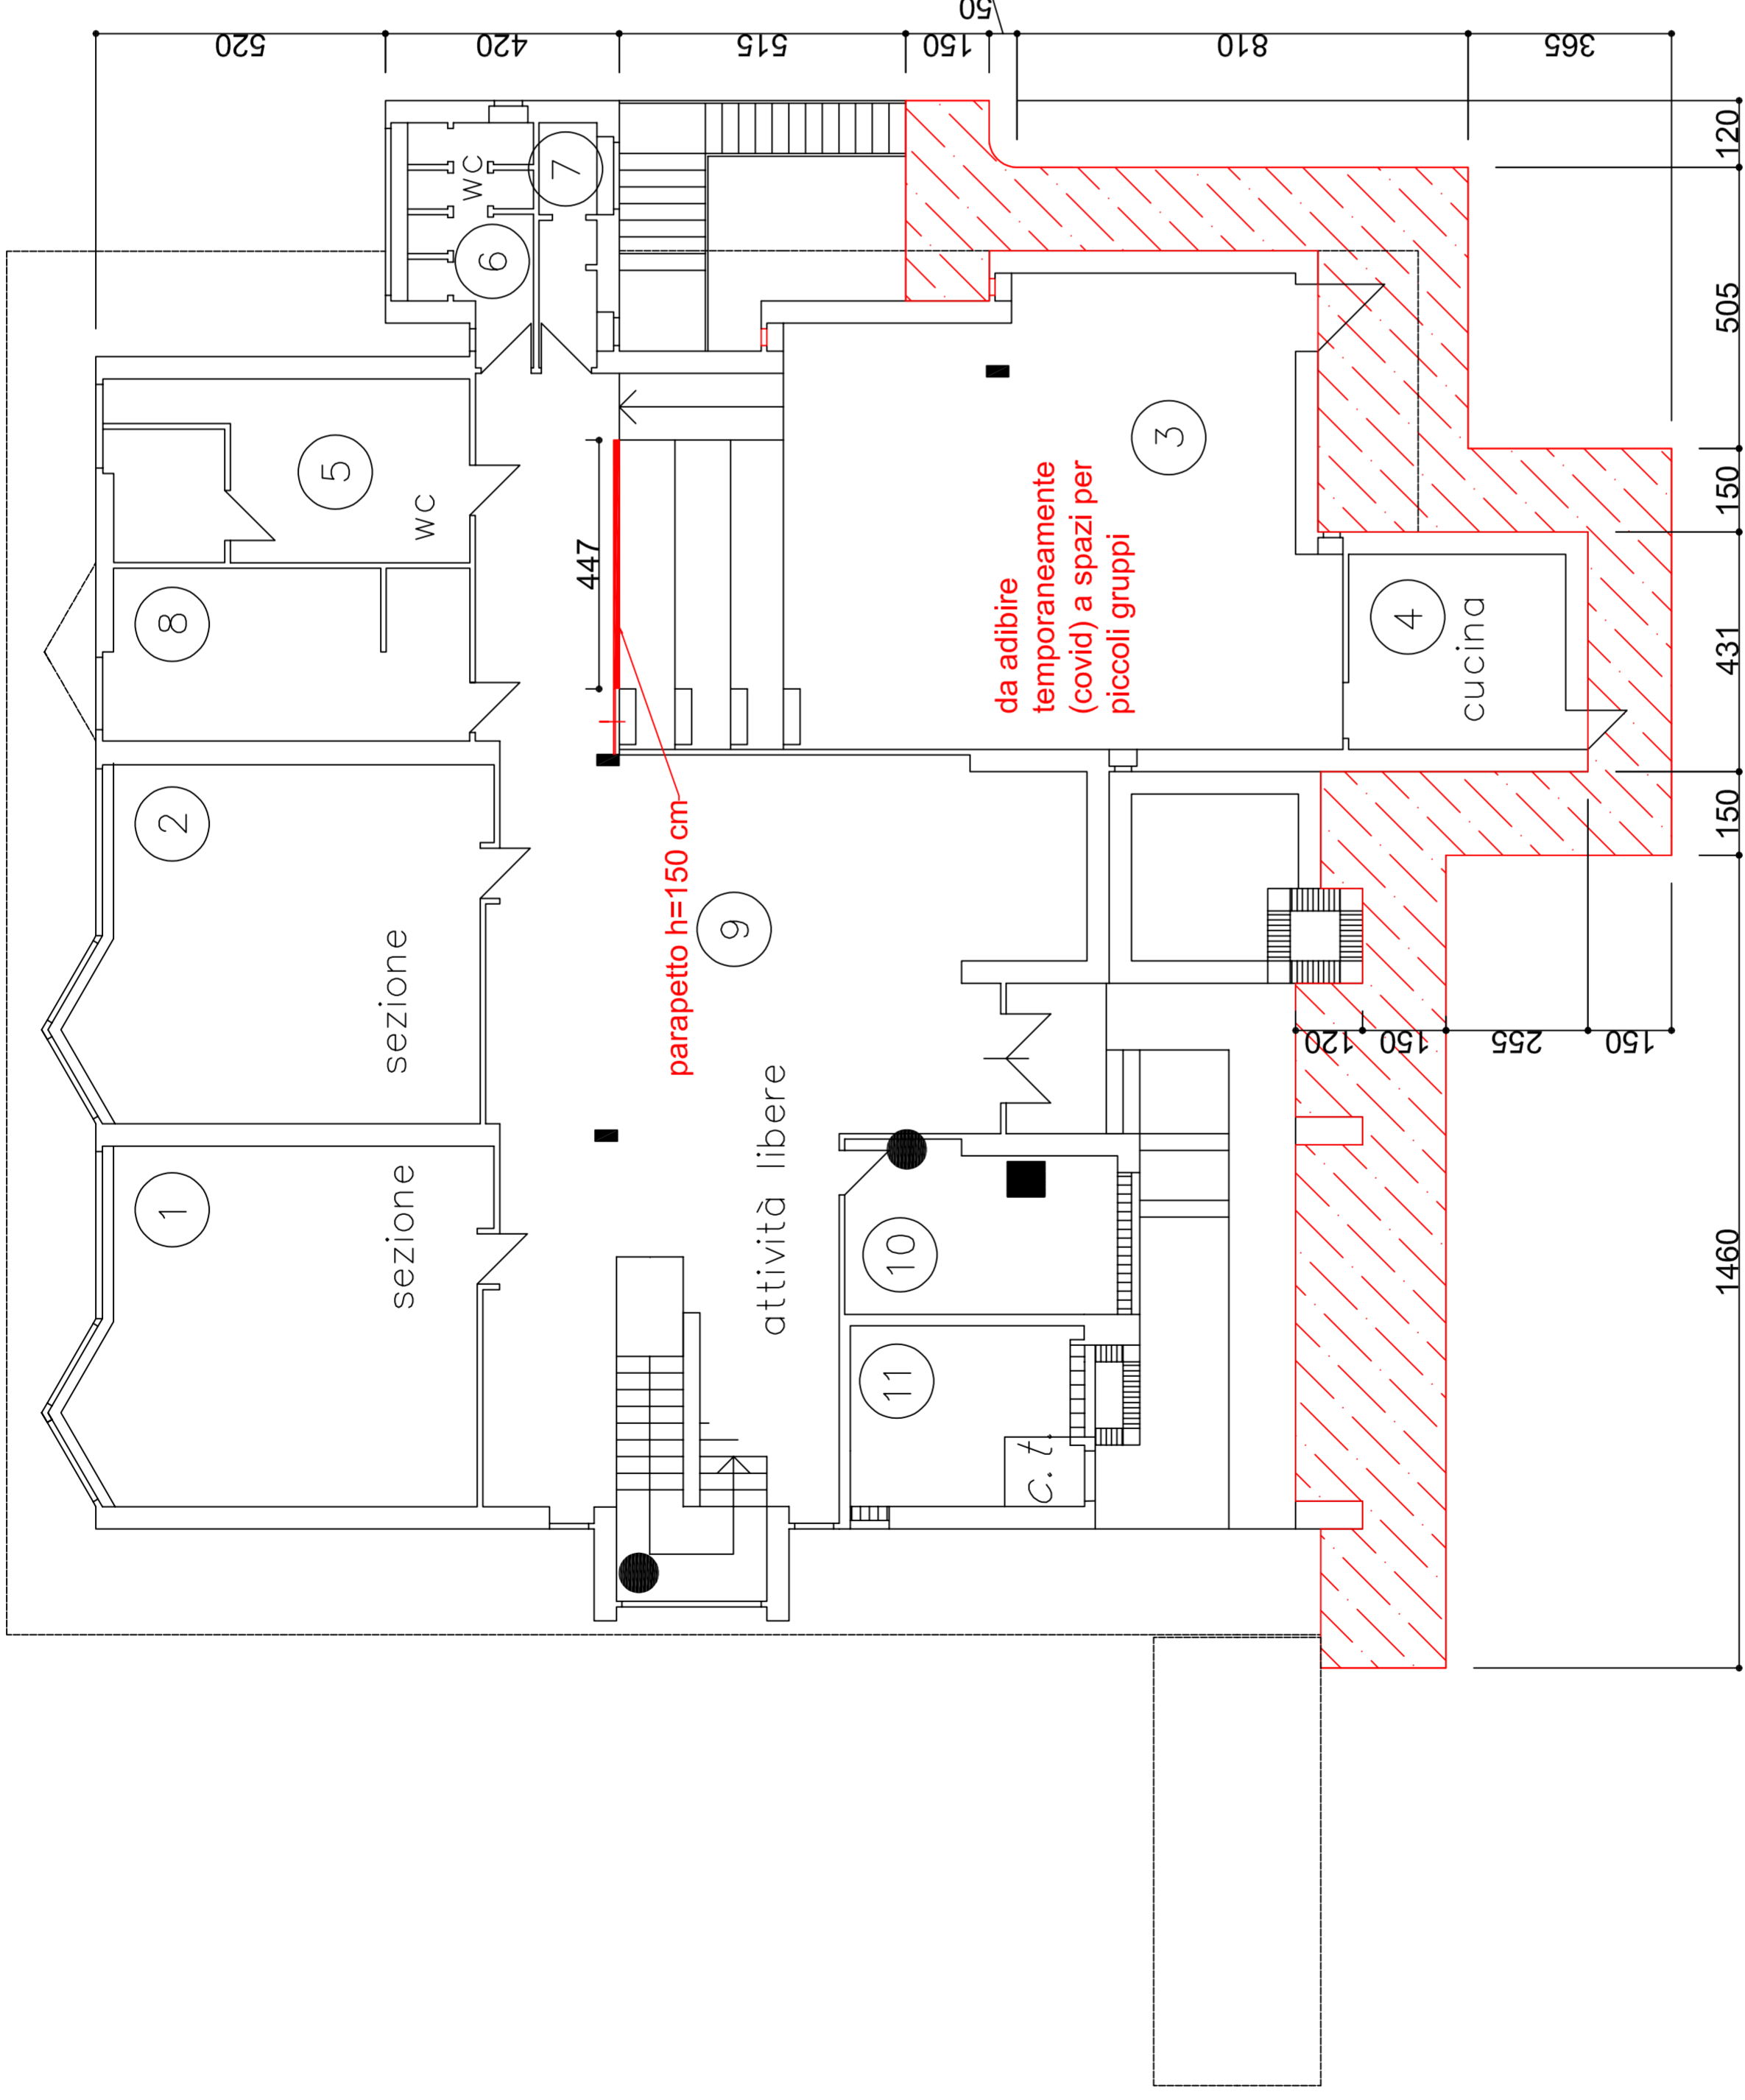 520
420
515
150
50
810
365
120
505
150
431
150
1460
120
150
255
150
447
WC
7
6
5
WC
8
2
sezione
1
sezione
3
da adibire
temporaneamente
(covid) a spazi per
piccoli gruppi
4
cucina
parapetto h=150 cm
9
attività libere
10
11
c.t.